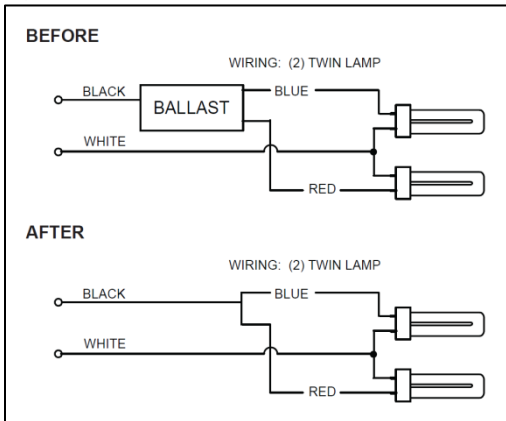 BEFORE
WIRING: (2) TWIN LAMP
BLACK
BLUE
BALLAST
WHITE
RED
AFTER
WIRING: (2) TWIN LAMP
BLACK
BLUE
WHITE
RED